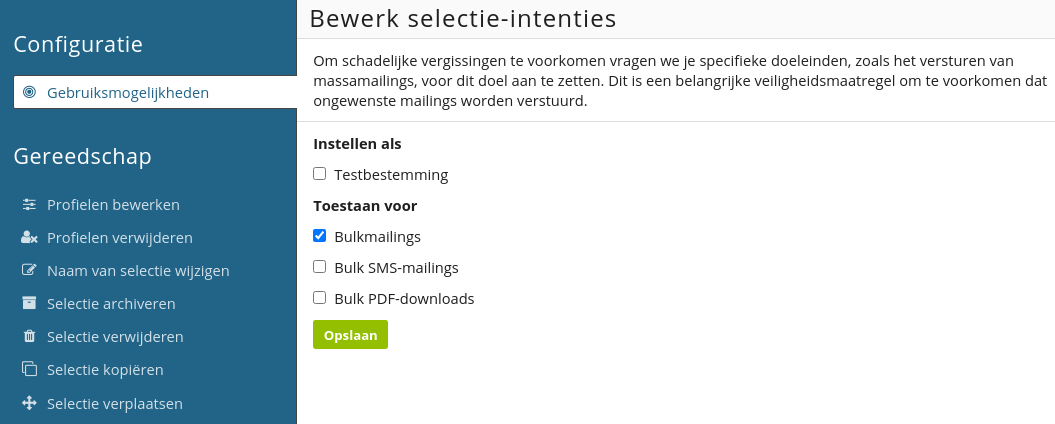 Configuratie
Gebruiksmogelijkheden
Gereedschap
Profielen bewerken
Profielen verwijderen
Naam van selectie wijzigen
Selectie archiveren
Selectie verwijderen
Selectie kopiëren
Selectie verplaatsen
Bewerk selectie-intenties
Om schadelijke vergissingen te voorkomen vragen we je specifieke doeleinden, zoals het versturen van
massamailings, voor dit doel aan te zetten. Dit is een belangrijke veiligheidsmaatregel om te voorkomen dat
ongewenste mailings worden verstuurd.
Instellen als
Testbestemming
Toestaan voor
Bulkmailings
Bulk SMS-mailings
Bulk PDF-downloads
Opslaan